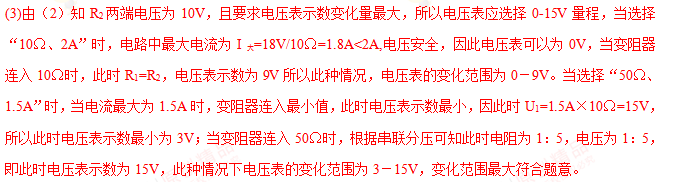 (3)由（2）知 R₂ 两端电压为 10V，且要求电压表示数变化量最大，所以电压表应选择 0-15V 量程，当选择
“10Ω、2A”时，电路中最大电流为 I 大=18V/10Ω=1.8A<2A,电压安全，因此电压表可以为 0V，当变阻器
连入 10Ω时，此时 R₁=R₂，电压表示数为 9V 所以此种情况，电压表的变化范围为 0－9V。当选择“50Ω、
1.5A”时，当电流最大为 1.5A 时，变阻器连入最小值，此时电压表示数最小，因此时 U₁=1.5A×10Ω=15V，
所以此时电压表示数最小为 3V；当变阻器连入 50Ω时，根据串联分压可知此时电阻为 1：5，电压为 1：5，
即此时电压表示数为 15V，此种情况下电压表的变化范围为 3－15V，变化范围最大符合题意。